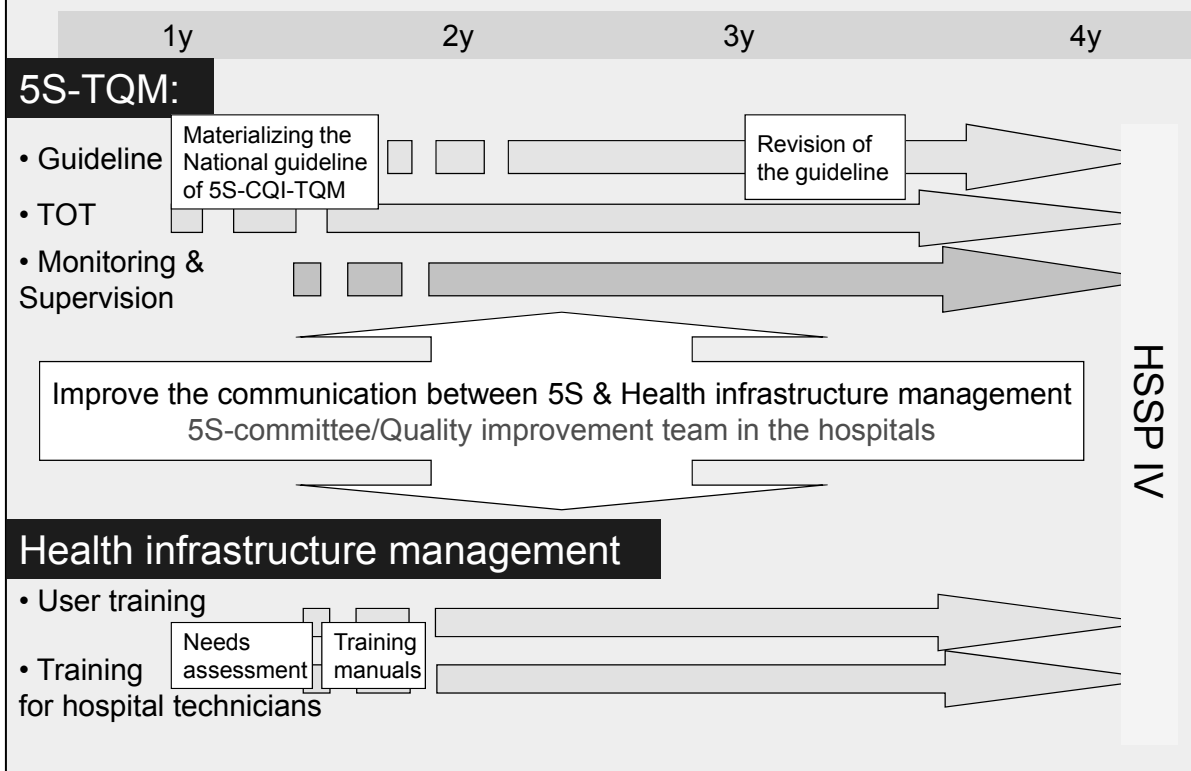 1y 2y 3y 4y
5S-TQM:
• Guideline
Materializing the
National guideline
of 5S-CQI-TQM
Revision of
the guideline
• TOT
• Monitoring &
Supervision
Improve the communication between 5S & Health infrastructure management
5S-committee/Quality improvement team in the hospitals
HSSP IV
Health infrastructure management
• User training
Needs
assessment
Training
manuals
• Training
for hospital technicians